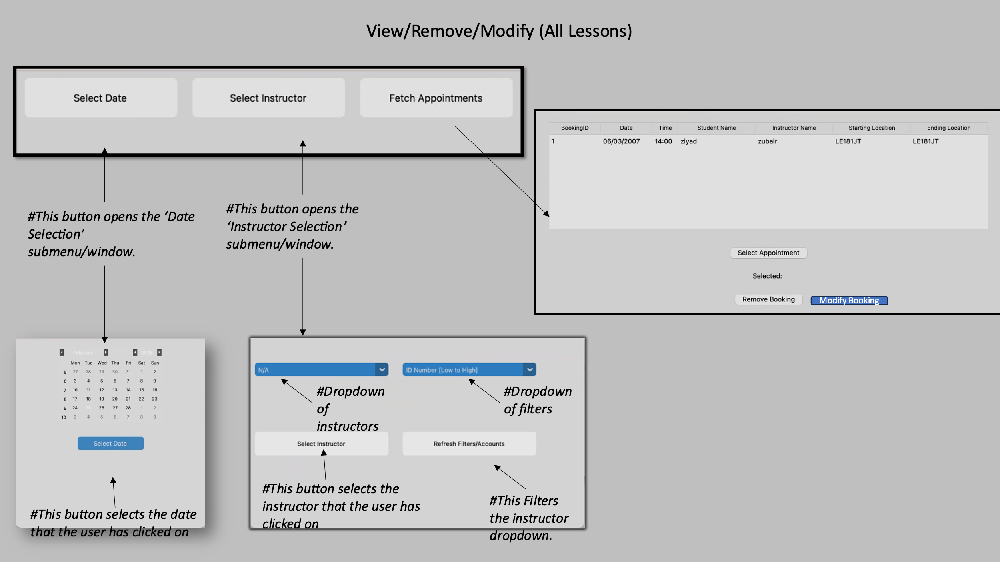 View/Remove/Modify (All Lessons)
Select Date
Select Instructor
Fetch Appointments
BookingID Date Time Student Name Instructor Name Starting Location Ending Location
1 06/03/2007 14:00 ziyad zubair LE181JT LE181JT
Select Appointment
Selected:
Remove Booking
Modify Booking
#This button opens the ‘Date
Selection’
submenu/window.
#This button opens the
‘Instructor Selection’
submenu/window.
February 2025
Mon Tue Wed Thu Fri Sat Sun
5 27 28 29 30 31 1 2
6 3 4 5 6 7 8 9
7 10 11 12 13 14 15 16
8 17 18 19 20 21 22 23
9 24 25 26 27 28 1 2
10 3 4 5 6 7 8 9
Select Date
#This button selects the date
that the user has clicked on
N/A
ID Number [Low to High]
#Dropdown
of
instructors
#Dropdown
of filters
Select Instructor
Refresh Filters/Accounts
#This button selects the
instructor that the user has
clicked on
#This Filters
the instructor
dropdown.